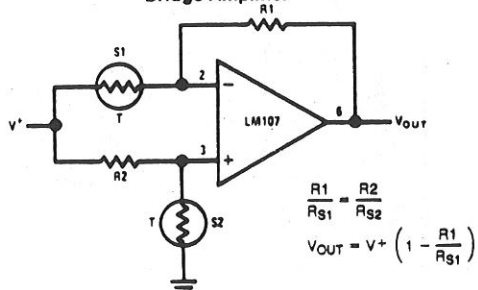 Bridge Amplifier
R1
S1
2
T
LM107
6
V+
VOUT
3
R2
T
S2
R1/RS1 = R2/RS2
VOUT = V+ (1 - R1/RS1)